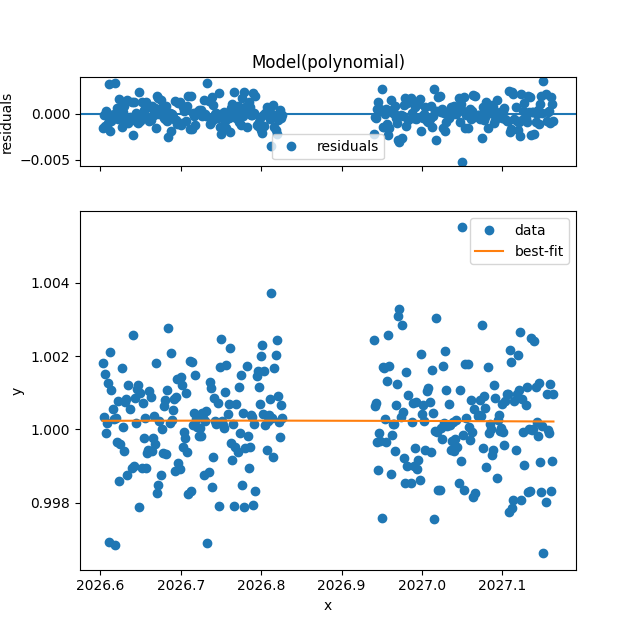 Model(polynomial)
residuals
0.000
−0.005
residuals
data
best-fit
y
1.004
1.002
1.000
0.998
2026.6 2026.7 2026.8 2026.9 2027.0 2027.1
x